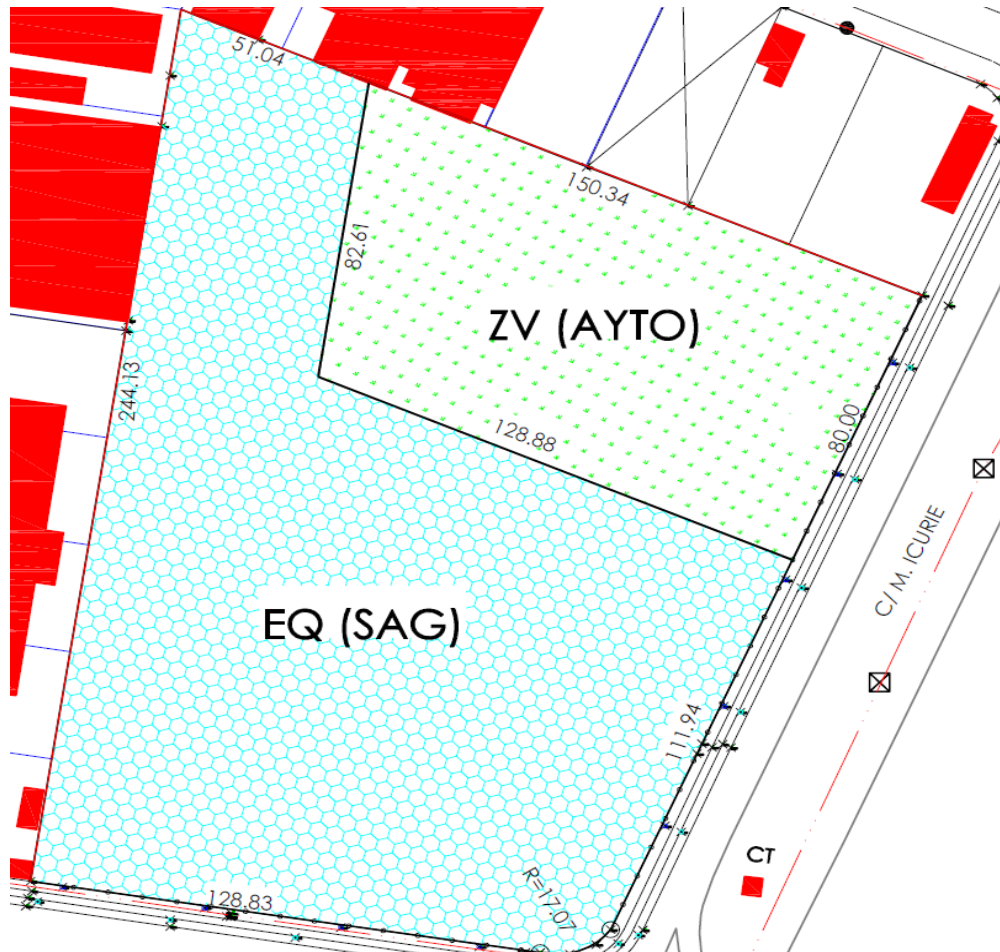 51.04
150.34
82.61
ZV (AYTO)
244.13
128.88
80.00
C/ M. ICURIE
EQ (SAG)
111.94
CT
R=17.07
128.83